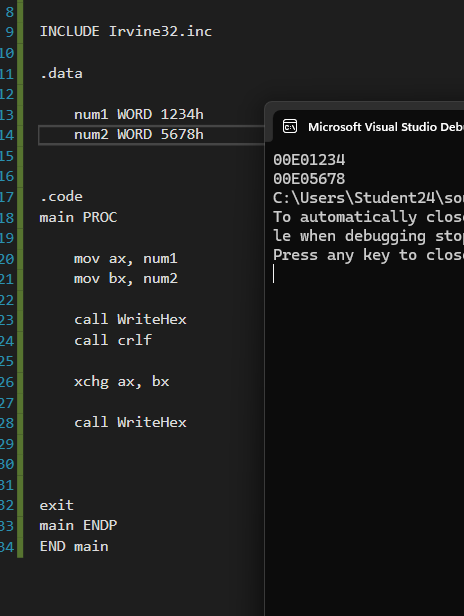 8
9 INCLUDE Irvine32.inc
10
11 .data
12
13 num1 WORD 1234h
14 num2 WORD 5678h
15
16
17 .code
18 main PROC
19
20 mov ax, num1
21 mov bx, num2
22
23 call WriteHex
24 call crlf
25
26 xchg ax, bx
27
28 call WriteHex
29
30
31
32 exit
33 main ENDP
34 END main
Microsoft Visual Studio Debu
00E01234
00E05678
C:\Users\Student24\sou
To automatically close
le when debugging stop
Press any key to close